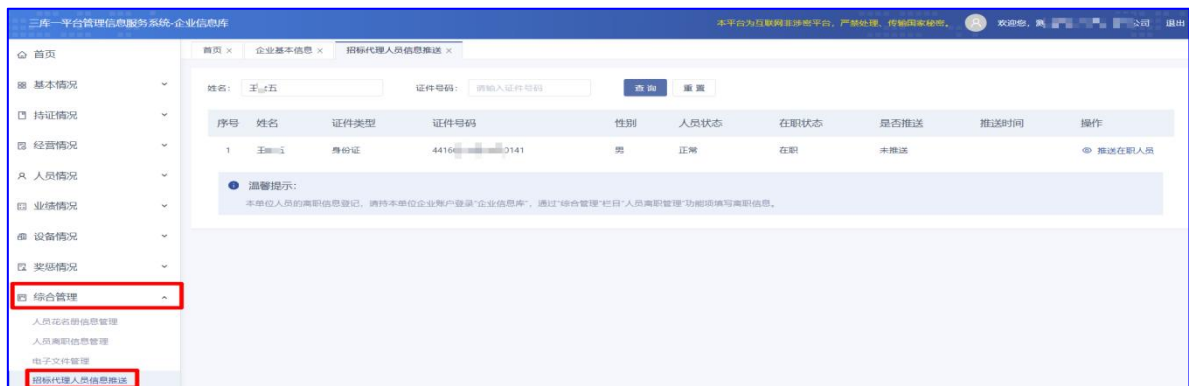 三库一平台管理信息服务系统-企业信息库
本平台为互联网非涉密平台，严禁处理、传输国家秘密。
欢迎您,
公司
退出
首页
首页 × 企业基本信息 × 招标代理人员信息推送 ×
基本情况
姓名： 王 五 证件号码： 请输入证件号码 查 询 重 置
持证情况
序号 姓名 证件类型 证件号码 性别 人员状态 在职状态 是否推送 推送时间 操作
经营情况
1 王 身份证 4416 0141 男 正常 在职 未推送 推送在职人员
人员情况
温馨提示：
业绩情况
本单位人员的离职信息登记，请持本单位企业账户登录“企业信息库”，通过“综合管理”栏目“人员离职管理”功能项填写离职信息。
设备情况
奖惩情况
综合管理
人员花名册信息管理
人员离职信息管理
电子文件管理
招标代理人员信息推送